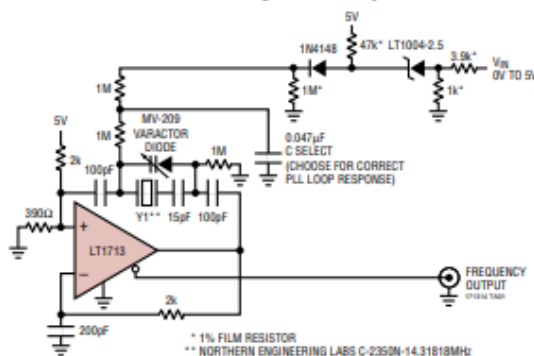 5V
1N4148
47k*
LT1004-2.5
3.9k*
VIN
0V TO 5V
1M
1M*
1k*
MV-209
VARACTOR
DIODE
5V
1M
1M
0.047µF
C SELECT
(CHOOSE FOR CORRECT
PLL LOOP RESPONSE)
2k
100pF
Y1**
15pF
100pF
390Ω
+
LT1713
−
FREQUENCY
OUTPUT
2k
200pF
* 1% FILM RESISTOR
** NORTHERN ENGINEERING LABS C-2350N-14.31818MHz